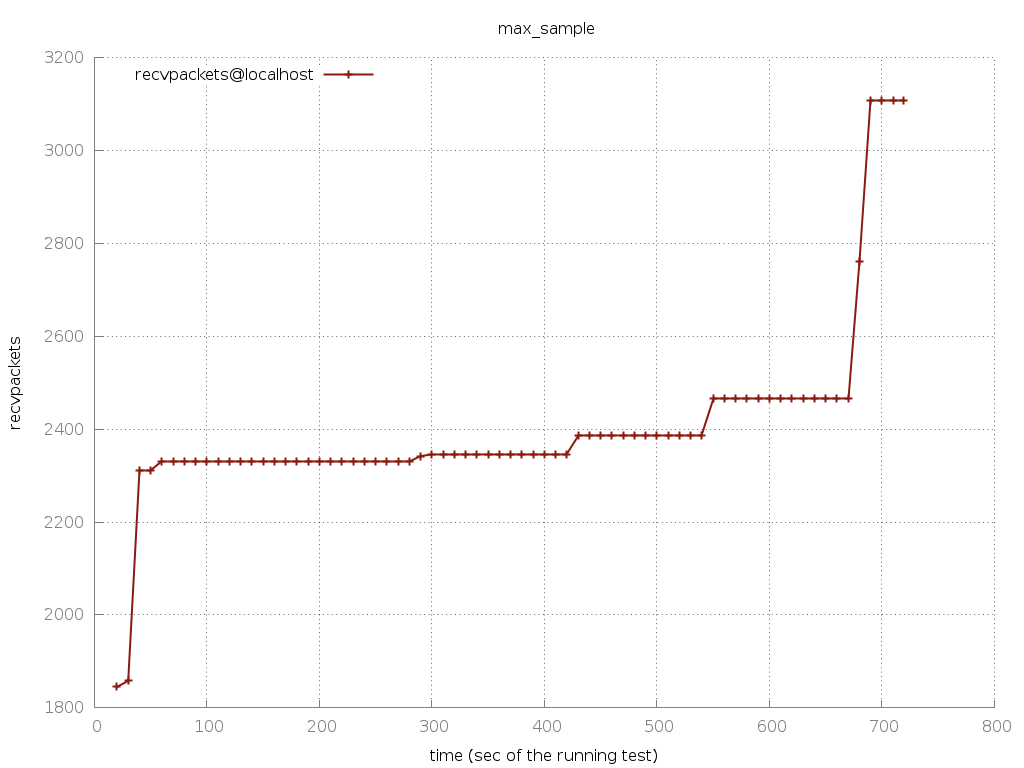 max_sample
3200
recvpackets@localhost
3000
2800
2600
2400
2200
2000
1800
recvpackets
0 100 200 300 400 500 600 700 800
time (sec of the running test)